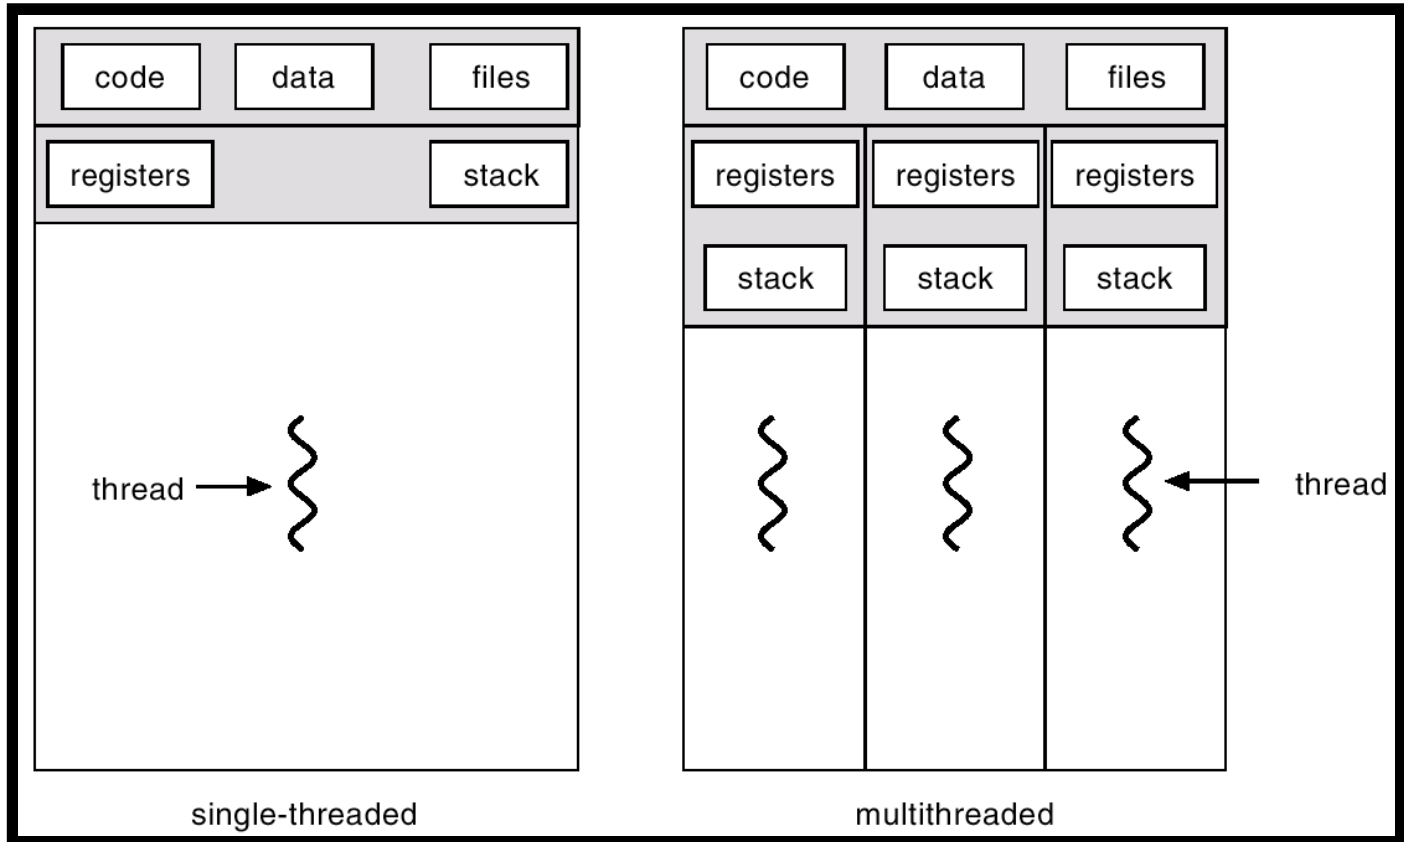 code data files
registers stack
thread
single-threaded
code data files
registers registers registers
stack stack stack
thread
multithreaded